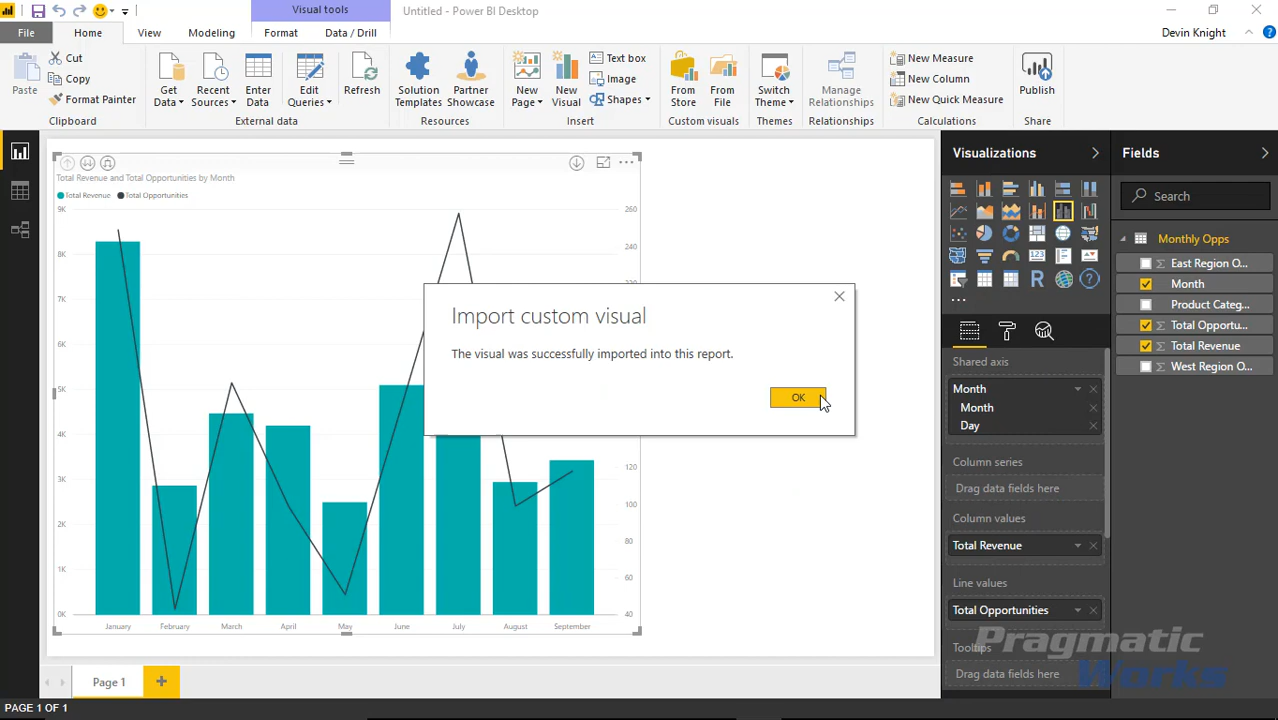 Visual tools
Untitled - Power BI Desktop
File
Home
View
Modeling
Format
Data / Drill
Devin Knight
Paste
Cut
Copy
Format Painter
Clipboard
Get Data
Recent Sources
Enter Data
Edit Queries
Refresh
External data
Solution Templates
Partner Showcase
Resources
New Page
New Visual
Text box
Image
Shapes
Insert
From Store
From File
Custom visuals
Switch Theme
Themes
Manage Relationships
Relationships
New Measure
New Column
New Quick Measure
Calculations
Publish
Share
Total Revenue and Total Opportunities by Month
Total Revenue
Total Opportunities
9K
8K
7K
6K
5K
4K
3K
2K
1K
0K
260
240
120
100
80
60
40
January
February
March
April
May
June
July
August
September
Import custom visual
The visual was successfully imported into this report.
OK
Visualizations
123
R
Shared axis
Month
Month
Day
Column series
Drag data fields here
Column values
Total Revenue
Line values
Total Opportunities
Tooltips
Drag data fields here
Fields
Search
Monthly Opps
East Region O...
Month
Product Categ...
Total Opportu...
Total Revenue
West Region O...
Pragmatic
Works
Page 1
PAGE 1 OF 1